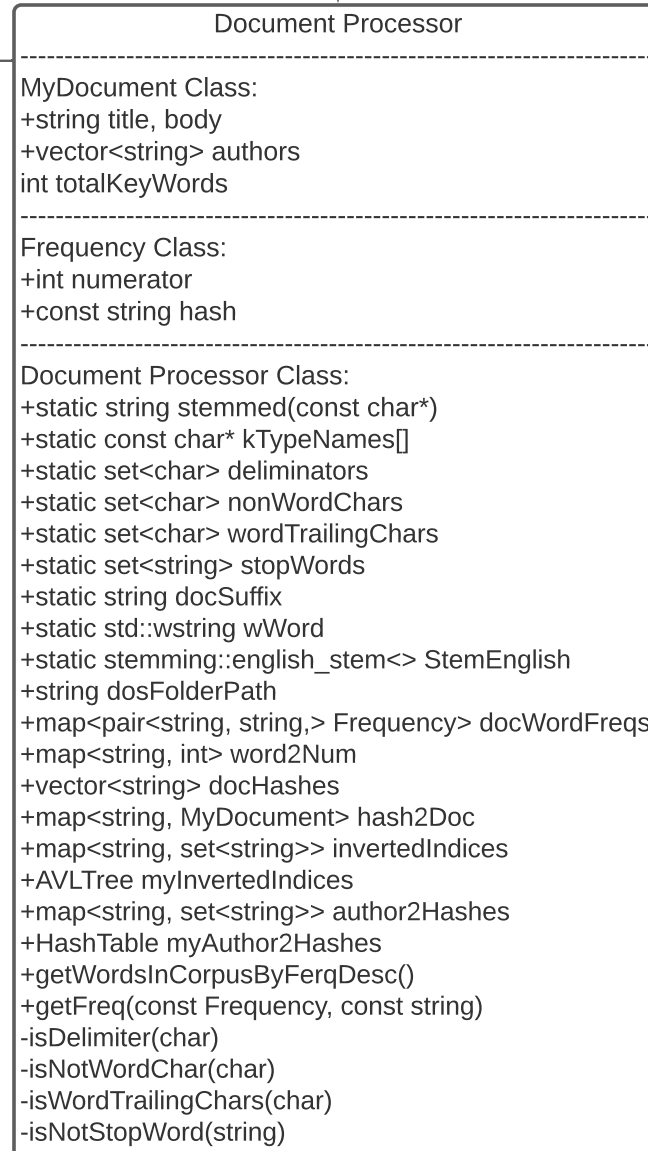 Document Processor
--------------------------------------------------------------------------------
MyDocument Class:
+string title, body
+vector<string> authors
int totalKeyWords
--------------------------------------------------------------------------------
Frequency Class:
+int numerator
+const string hash
--------------------------------------------------------------------------------
Document Processor Class:
+static string stemmed(const char*)
+static const char* kTypeNames[]
+static set<char> deliminators
+static set<char> nonWordChars
+static set<char> wordTrailingChars
+static set<string> stopWords
+static string docSuffix
+static std::wstring wWord
+static stemming::english_stem<> StemEnglish
+string dosFolderPath
+map<pair<string, string,> Frequency> docWordFreqs
+map<string, int> word2Num
+vector<string> docHashes
+map<string, MyDocument> hash2Doc
+map<string, set<string>> invertedIndices
+AVLTree myInvertedIndices
+map<string, set<string>> author2Hashes
+HashTable myAuthor2Hashes
+getWordsInCorpusByFerqDesc()
+getFreq(const Frequency, const string)
-isDelimiter(char)
-isNotWordChar(char)
-isWordTrailingChars(char)
-isNotStopWord(string)